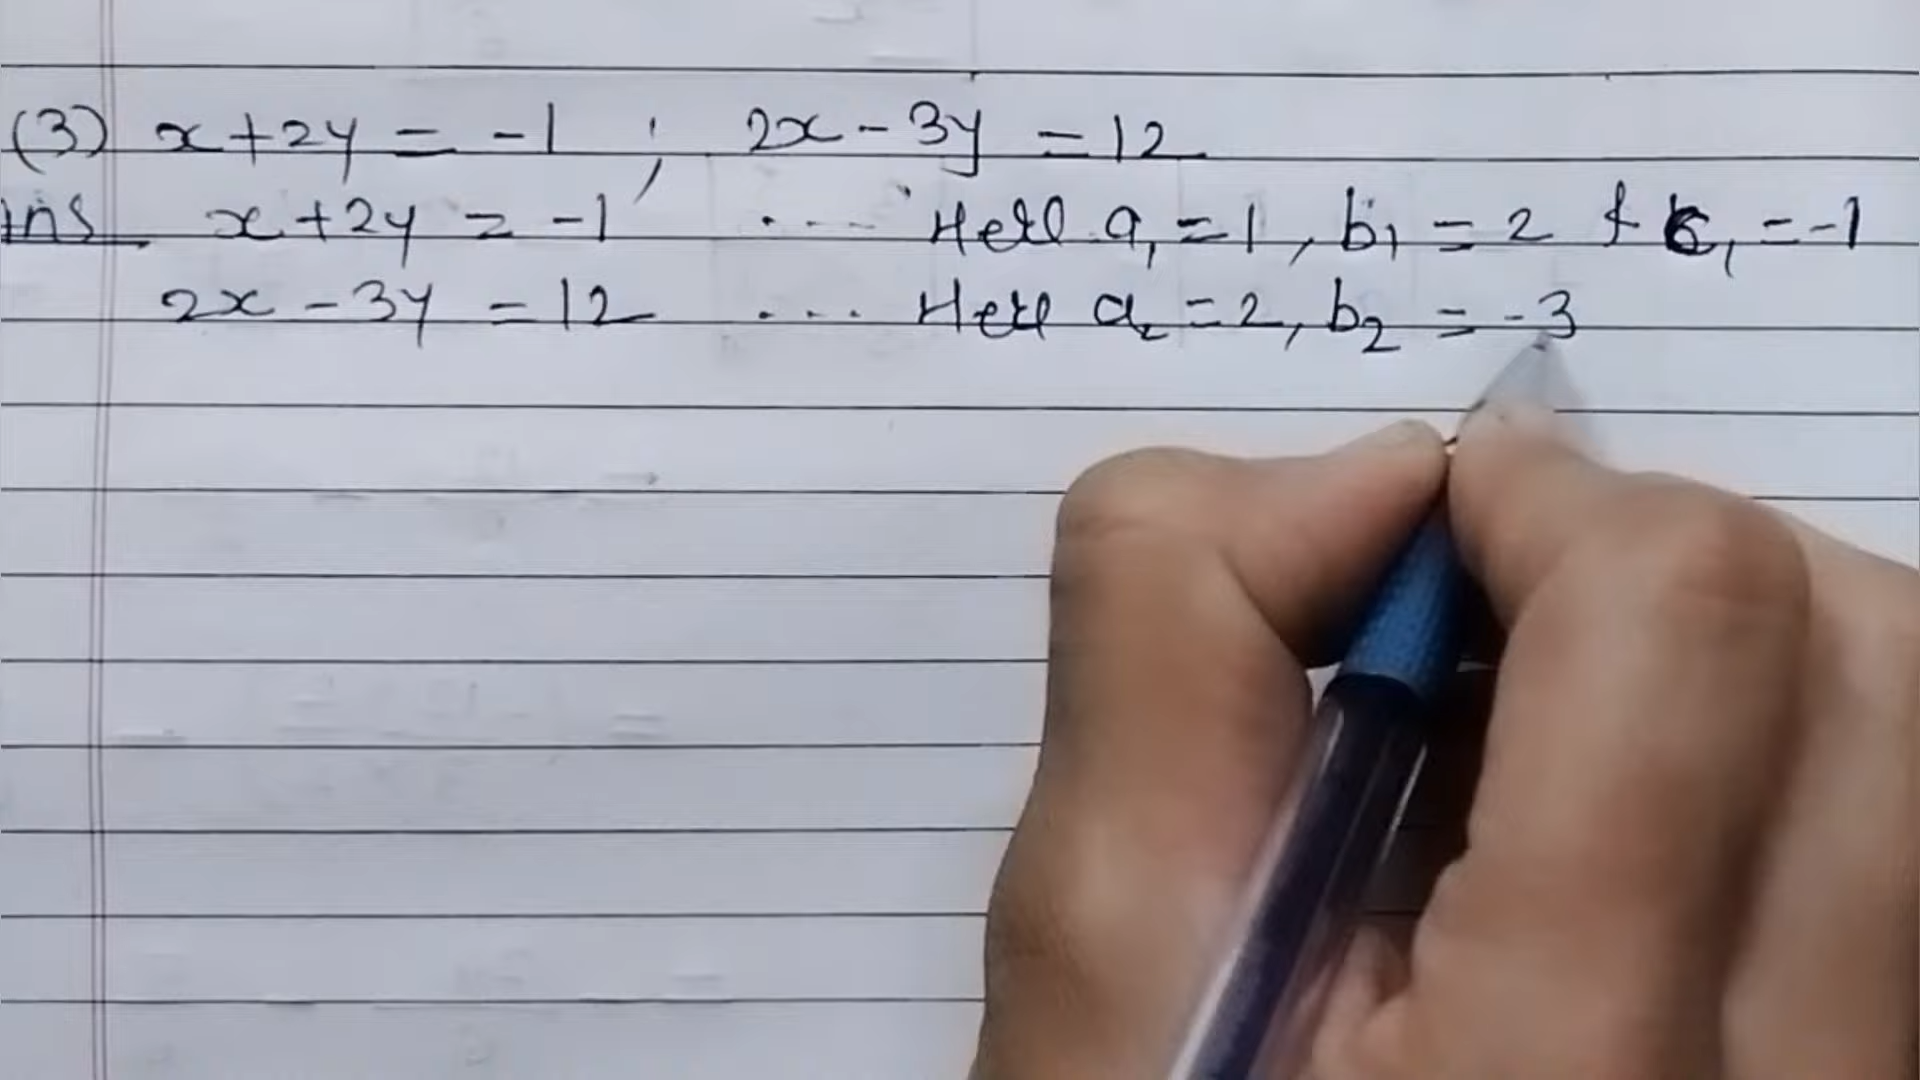 (3) x+2y = -1 ; 2x-3y = 12
Ans. x+2y = -1 ... Here a₁ = 1, b₁ = 2 & c₁ = -1
2x-3y = 12 ... Here a₂ = 2, b₂ = -3